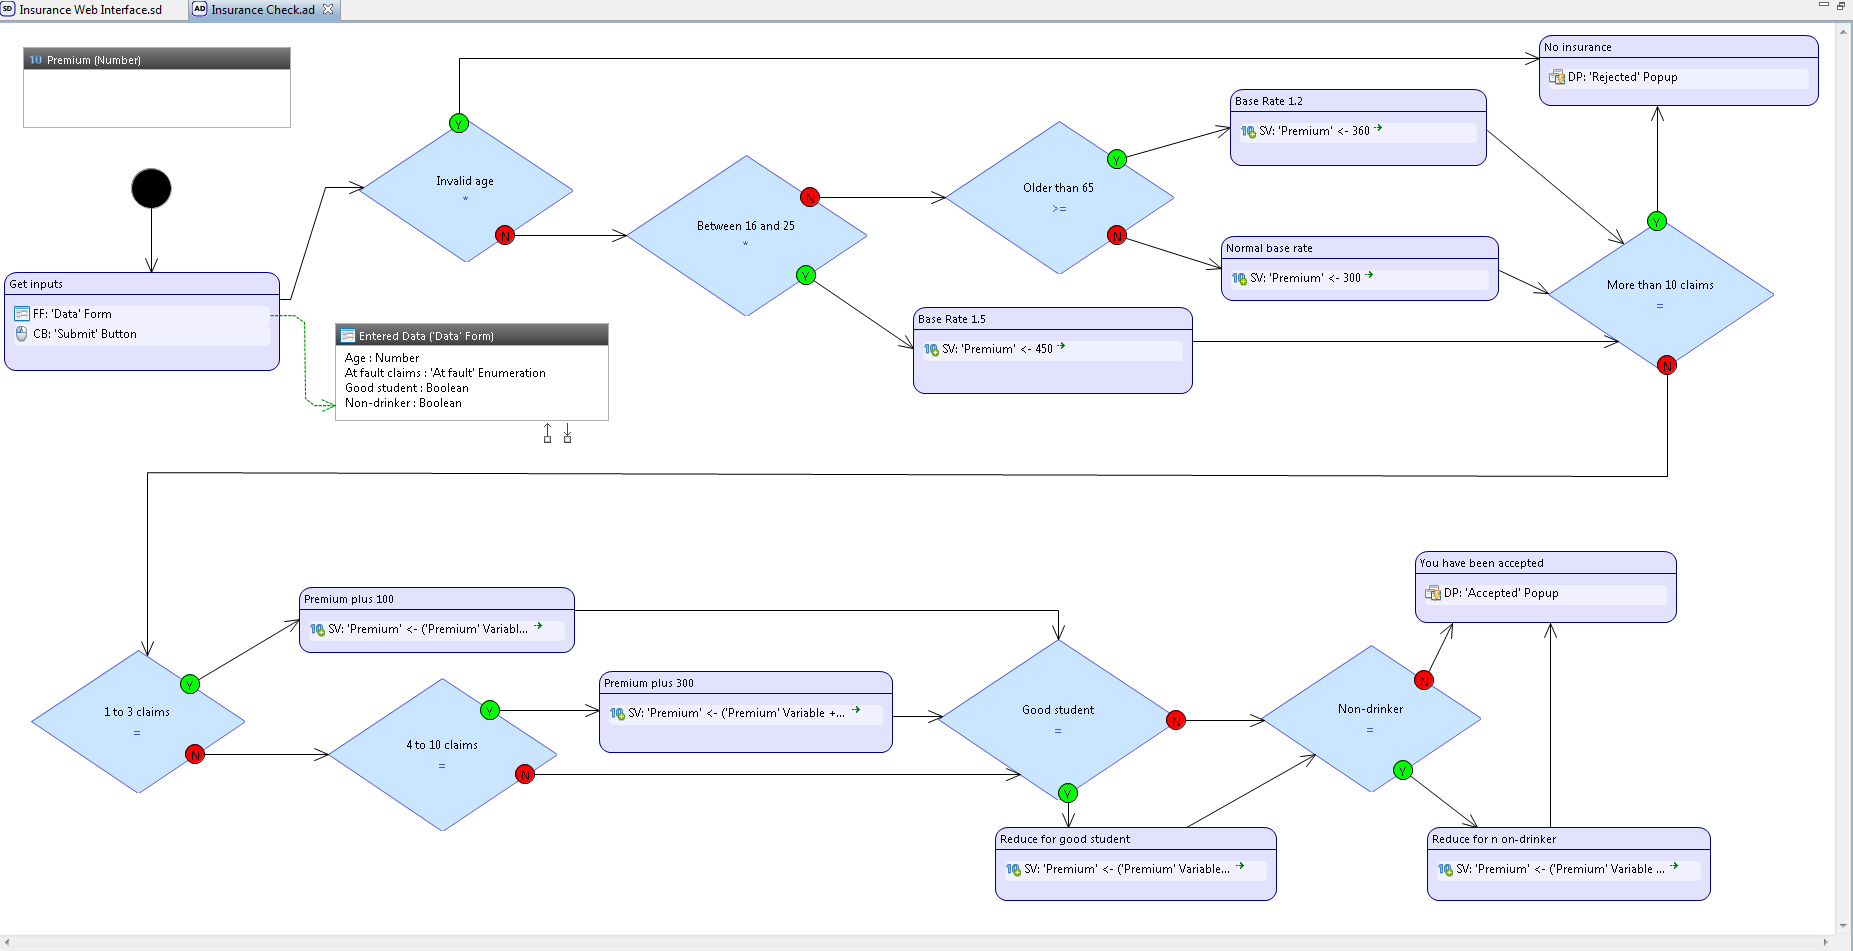 SD Insurance Web Interface.sd
AD Insurance Check.ad
10 Premium (Number)
No insurance
DP: 'Rejected' Popup
Base Rate 1.2
SV: 'Premium' <- 360
Y
Invalid age
*
N
Y
Older than 65
>=
N
N
Between 16 and 25
*
Y
Normal base rate
SV: 'Premium' <- 300
Y
More than 10 claims
=
N
Get inputs
FF: 'Data' Form
CB: 'Submit' Button
Base Rate 1.5
SV: 'Premium' <- 450
Entered Data ('Data' Form)
Age : Number
At fault claims : 'At fault' Enumeration
Good student : Boolean
Non-drinker : Boolean
You have been accepted
DP: 'Accepted' Popup
Premium plus 100
SV: 'Premium' <- ('Premium' Variabl...
Y
1 to 3 claims
=
N
Premium plus 300
SV: 'Premium' <- ('Premium' Variable +...
Y
4 to 10 claims
=
N
Good student
=
N
Y
Non-drinker
=
N
Y
Reduce for good student
SV: 'Premium' <- ('Premium' Variable...
Reduce for n on-drinker
SV: 'Premium' <- ('Premium' Variable ...